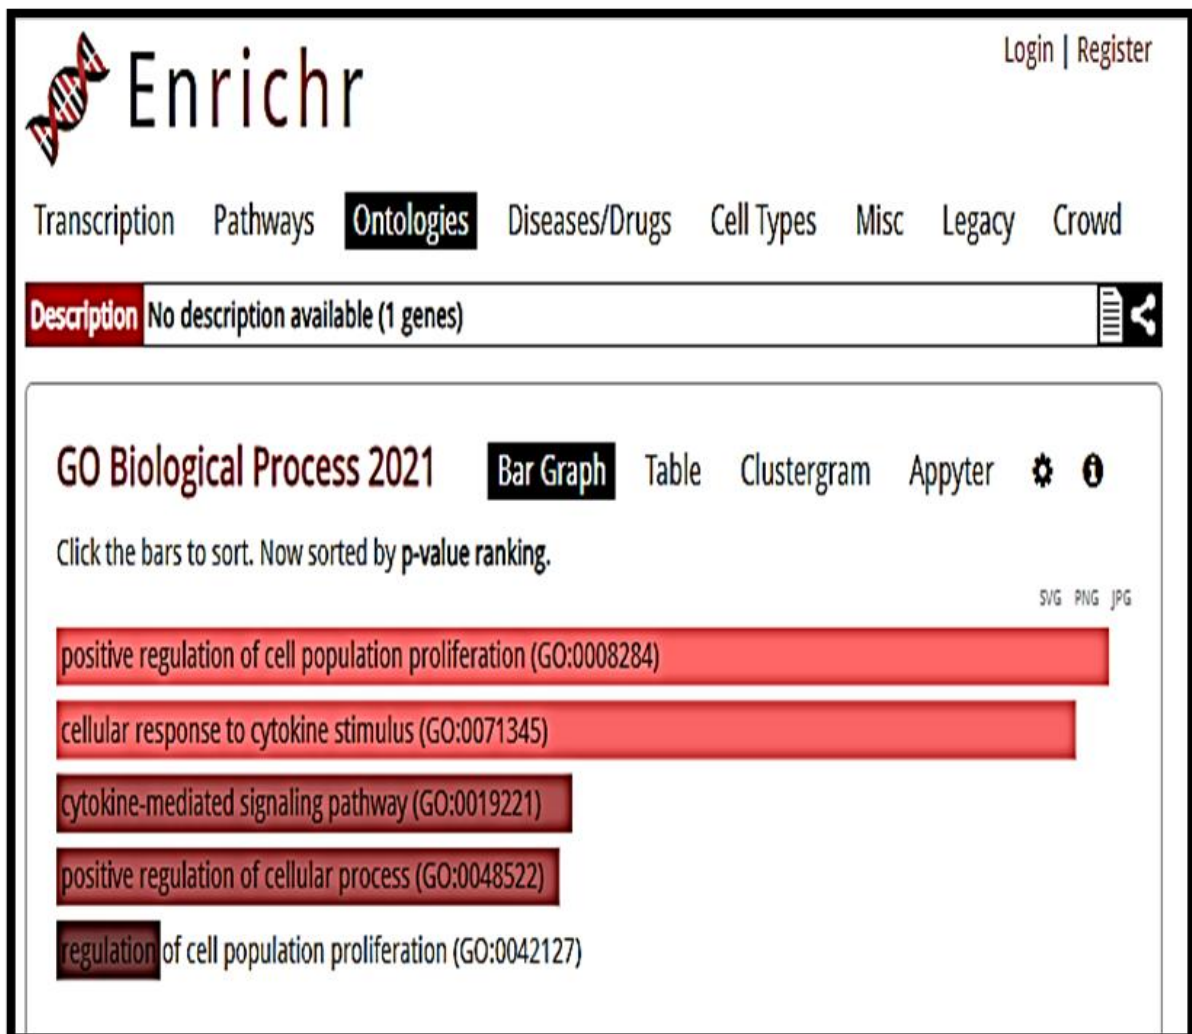 Login | Register
Enrichr
Transcription Pathways Ontologies Diseases/Drugs Cell Types Misc Legacy Crowd
Description No description available (1 genes)
GO Biological Process 2021 Bar Graph Table Clustergram Appyter
Click the bars to sort. Now sorted by p-value ranking.
SVG PNG JPG
positive regulation of cell population proliferation (GO:0008284)
cellular response to cytokine stimulus (GO:0071345)
cytokine-mediated signaling pathway (GO:0019221)
positive regulation of cellular process (GO:0048522)
regulation of cell population proliferation (GO:0042127)